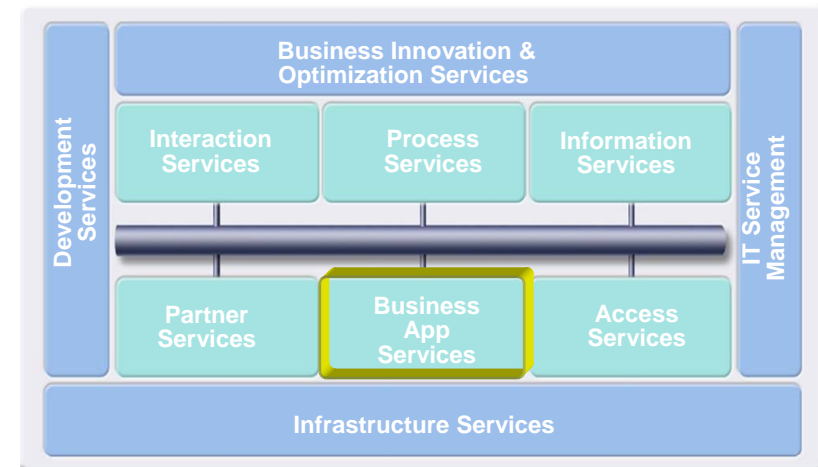 Business Innovation &
Optimization Services
Development
Services
Interaction
Services
Process
Services
Information
Services
IT Service
Management
Partner
Services
Business
App
Services
Access
Services
Infrastructure Services